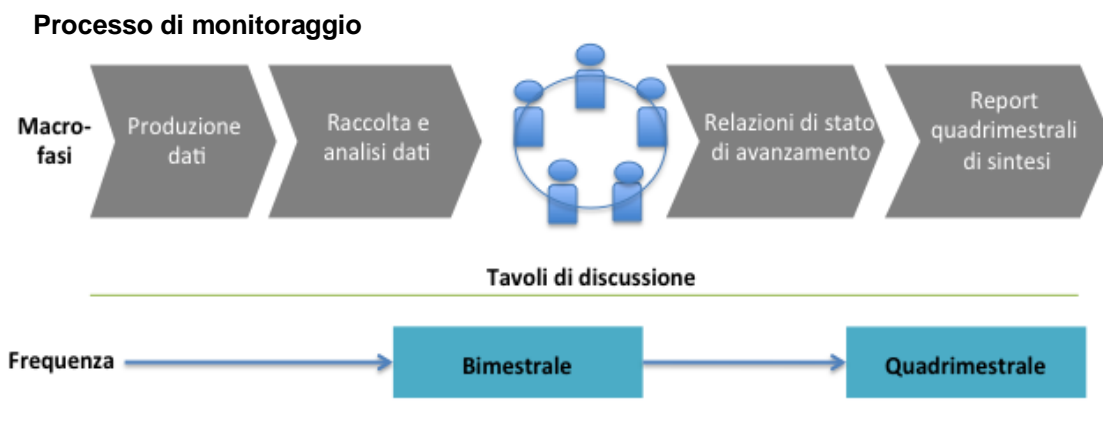 Processo di monitoraggio
Macro-
fasi
Produzione
dati
Raccolta e
analisi dati
Relazioni di stato
di avanzamento
Report
quadrimestrali
di sintesi
Tavoli di discussione
Frequenza
Bimestrale
Quadrimestrale